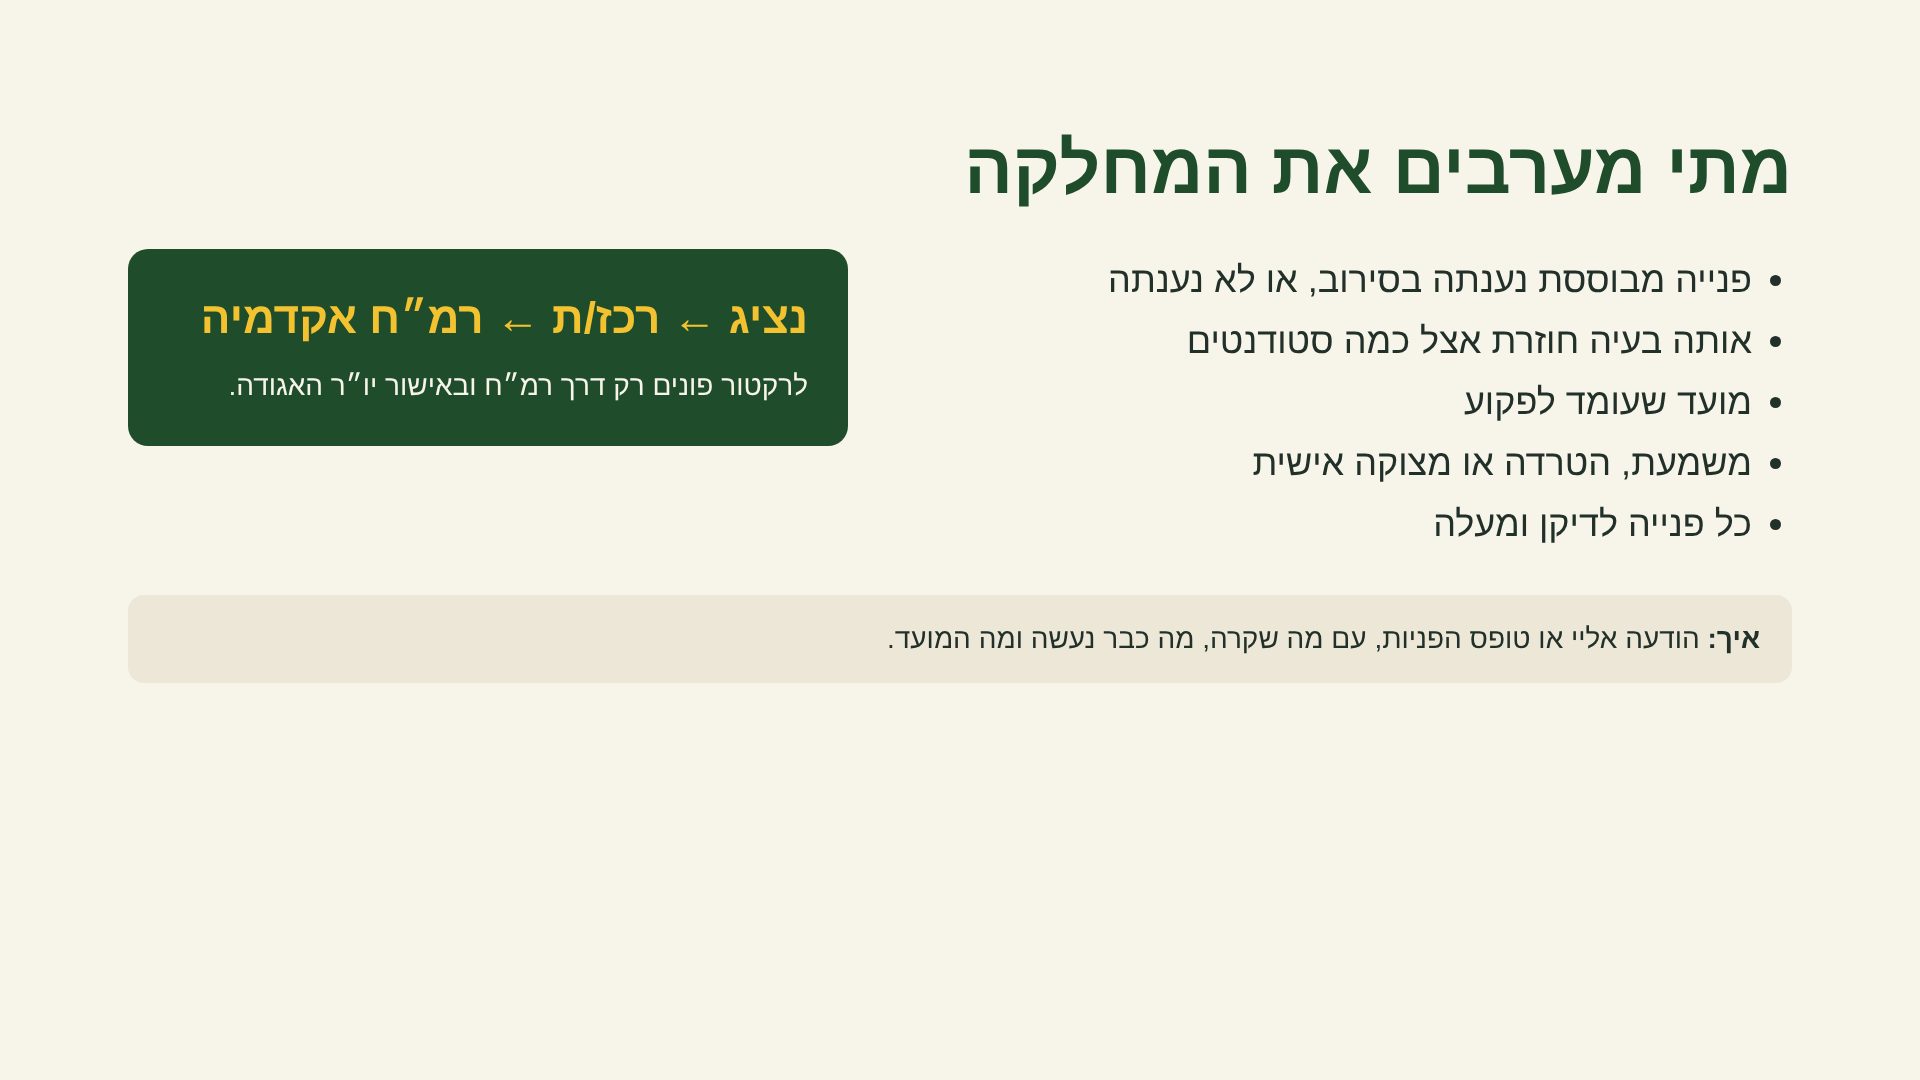 מתי מערבים את המחלקה
• פנייה מבוססת נענתה בסירוב, או לא נענתה
• אותה בעיה חוזרת אצל כמה סטודנטים
• מועד שעומד לפקוע
• משמעת, הטרדה או מצוקה אישית
• כל פנייה לדיקן ומעלה
נציג ← רכז/ת ← רמ״ח אקדמיה
לרקטור פונים רק דרך רמ״ח ובאישור יו״ר האגודה.
איך: הודעה אליי או טופס הפניות, עם מה שקרה, מה כבר נעשה ומה המועד.